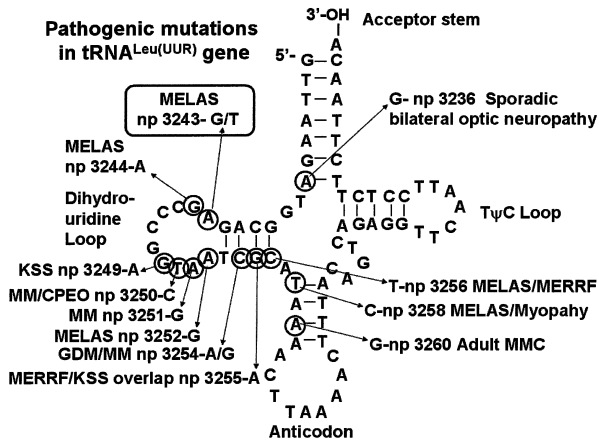 Pathogenic mutations
in tRNALeu(UUR) gene
3'-OH
Acceptor stem
A
5'- G–C
T–A
T–A
A–T
A–T
G–C
A–T
MELAS
np 3243- G/T
G- np 3236 Sporadic
bilateral optic neuropathy
MELAS
np 3244-A
Dihydro-
uridine
Loop
G C C C G G T A A T
A G A C G
T C G C
G T
T C T C C T T A
A
G A G G T T C
TψC Loop
C T G A C
KSS np 3249-A
MM/CPEO np 3250-C
MM np 3251-G
MELAS np 3252-G
GDM/MM np 3254-A/G
MERRF/KSS overlap np 3255-A
T-np 3256 MELAS/MERRF
C-np 3258 MELAS/Myopahy
G-np 3260 Adult MMC
A
T–A
A–T
A–T
A C
A A
C A
T T A A
Anticodon